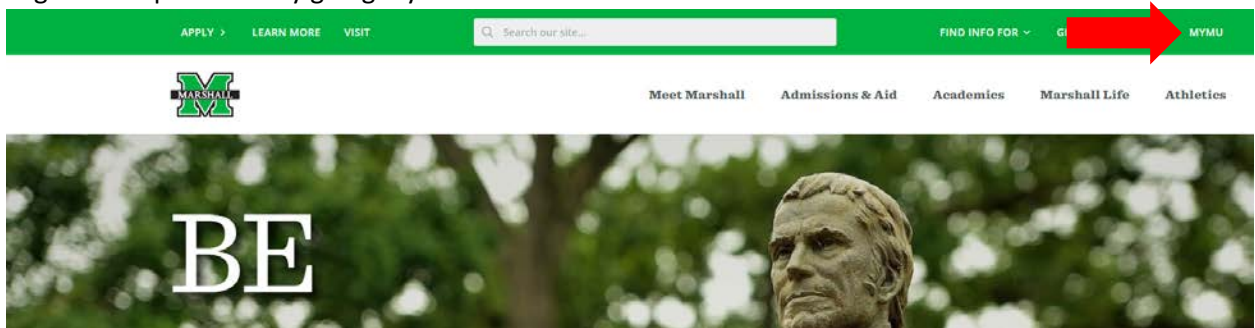 APPLY > LEARN MORE VISIT Search our site... FIND INFO FOR MYMU
MARSHALL
Meet Marshall Admissions & Aid Academics Marshall Life Athletics
BE